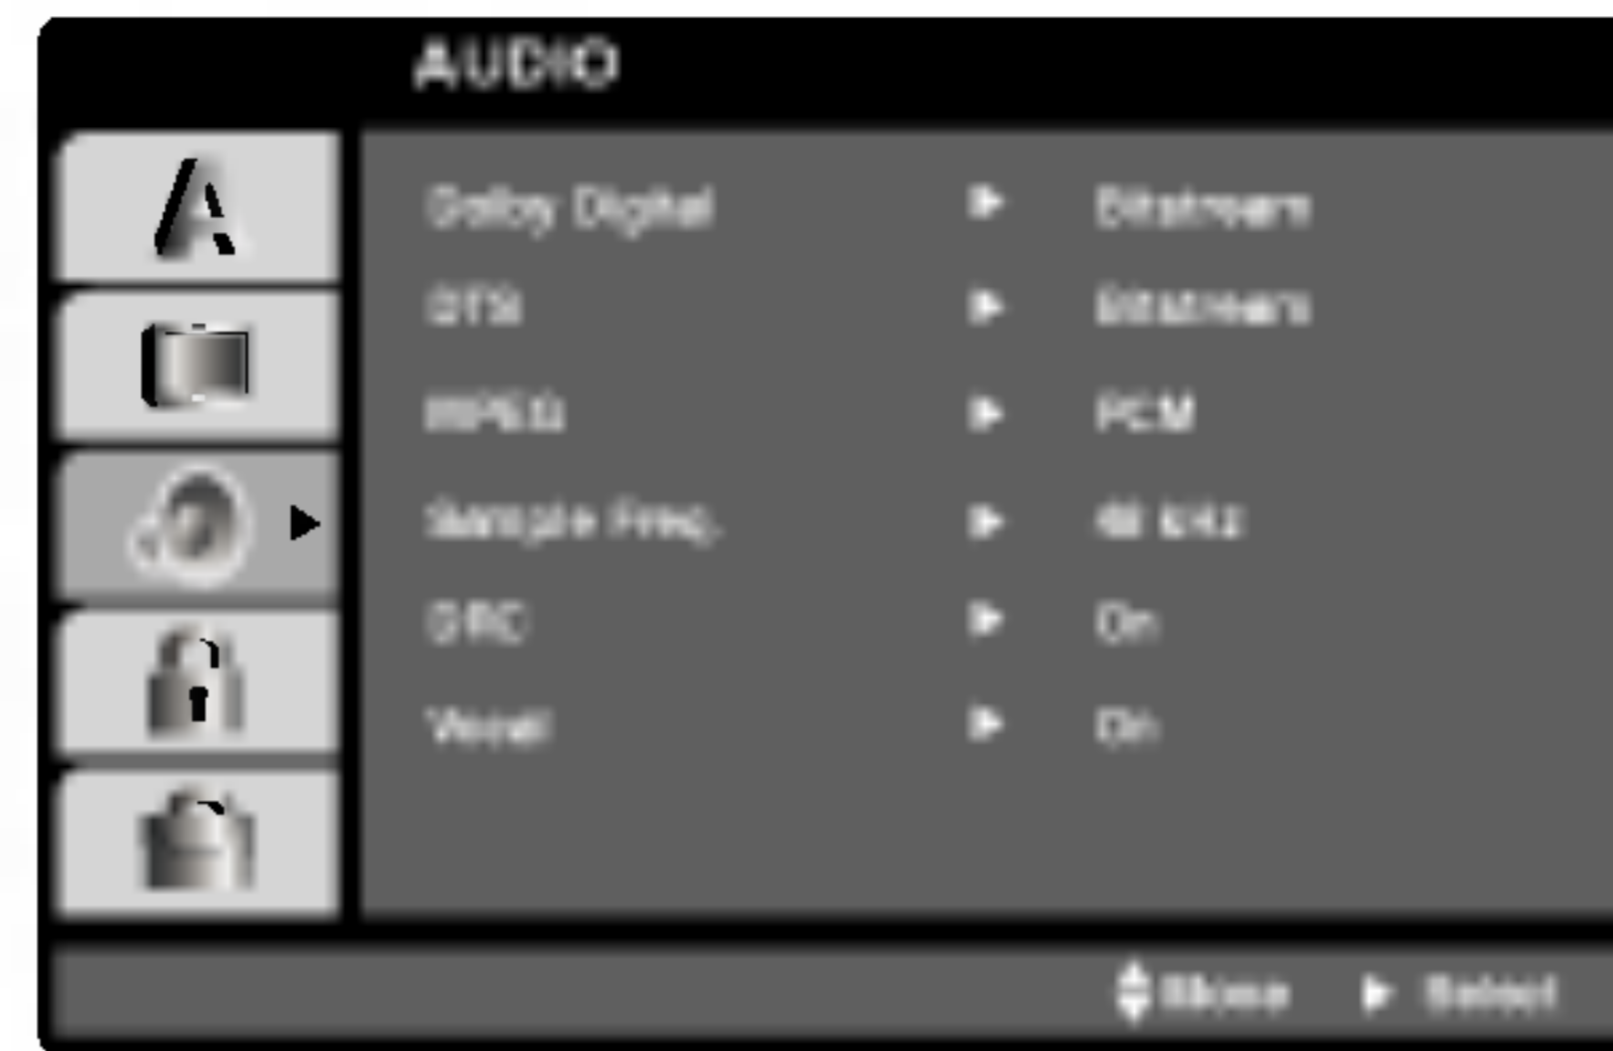 AUDIO
A
Dolby Digital Bitstream
DTS Bitstream
MPEG PCM
Sample Freq. 48 kHz
DRC On
Vocal On
Move Select